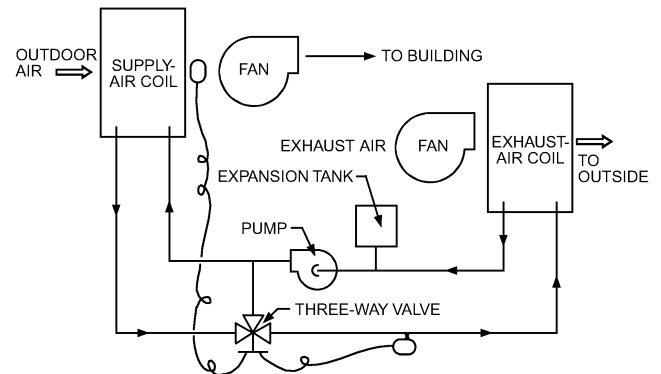 OUTDOOR
AIR
SUPPLY-
AIR COIL
FAN
TO BUILDING
EXHAUST AIR
FAN
EXHAUST-
AIR COIL
TO
OUTSIDE
EXPANSION TANK
PUMP
THREE-WAY VALVE